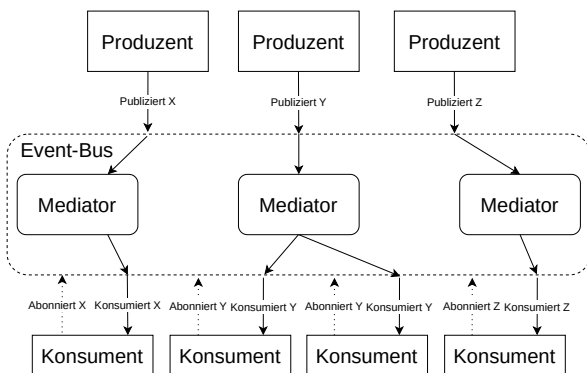 Produzent
Produzent
Produzent
Publiziert X
Publiziert Y
Publiziert Z
Event-Bus
Mediator
Mediator
Mediator
Abonniert X
Konsumiert X
Abonniert Y
Konsumiert Y
Abonniert Y
Konsumiert Y
Abonniert Z
Konsumiert Z
Konsument
Konsument
Konsument
Konsument